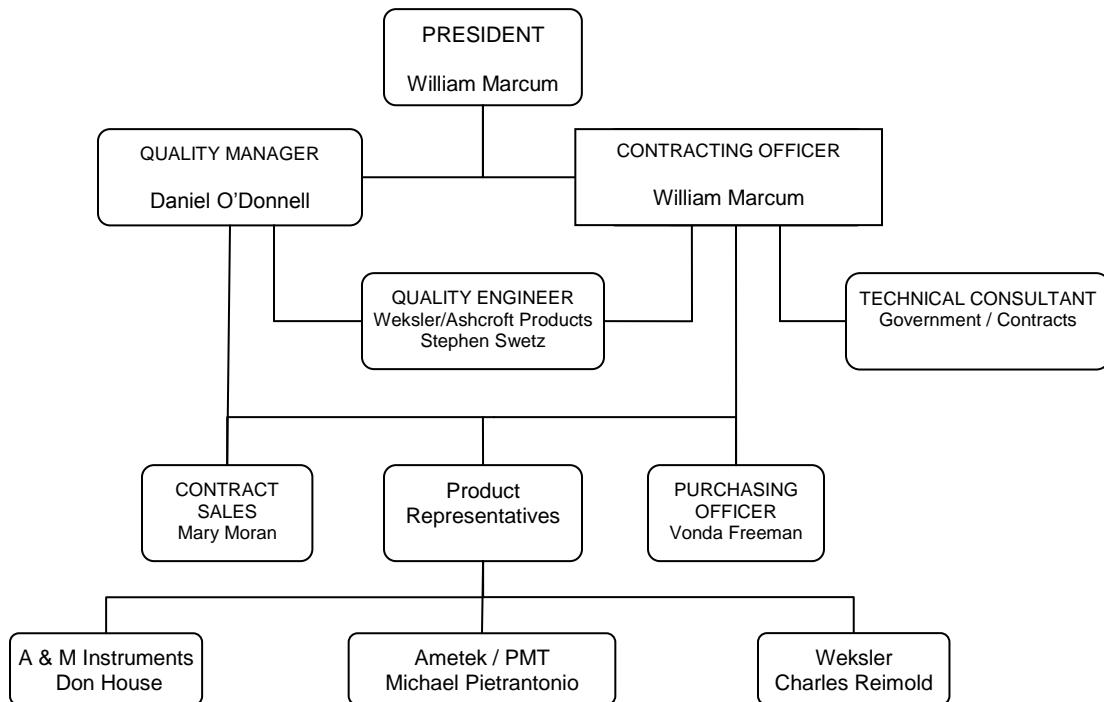 PRESIDENT
William Marcum
QUALITY MANAGER
Daniel O’Donnell
CONTRACTING OFFICER
William Marcum
QUALITY ENGINEER
Weksler/Ashcroft Products
Stephen Swetz
TECHNICAL CONSULTANT
Government / Contracts
CONTRACT
SALES
Mary Moran
Product
Representatives
PURCHASING
OFFICER
Vonda Freeman
A & M Instruments
Don House
Ametek / PMT
Michael Pietrantonio
Weksler
Charles Reimold